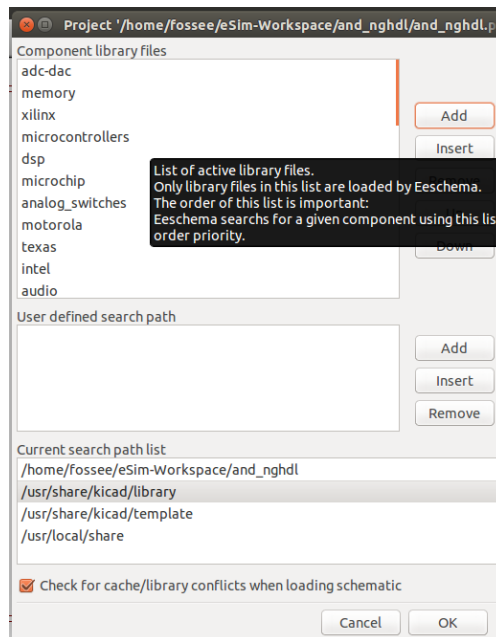 Project '/home/fossee/eSim-Workspace/and_nghdl/and_nghdl.p
Component library files
adc-dac
memory
xilinx
Add
microcontrollers
Insert
dsp
List of active library files.
microchip
Only library files in this list are loaded by Eeschema.
analog_switches
The order of this list is important:
motorola
Eeschema searchs for a given component using this lis
order priority.
texas
Down
intel
audio
User defined search path
Add
Insert
Remove
Current search path list
/home/fossee/eSim-Workspace/and_nghdl
/usr/share/kicad/library
/usr/share/kicad/template
/usr/local/share
Check for cache/library conflicts when loading schematic
Cancel
OK